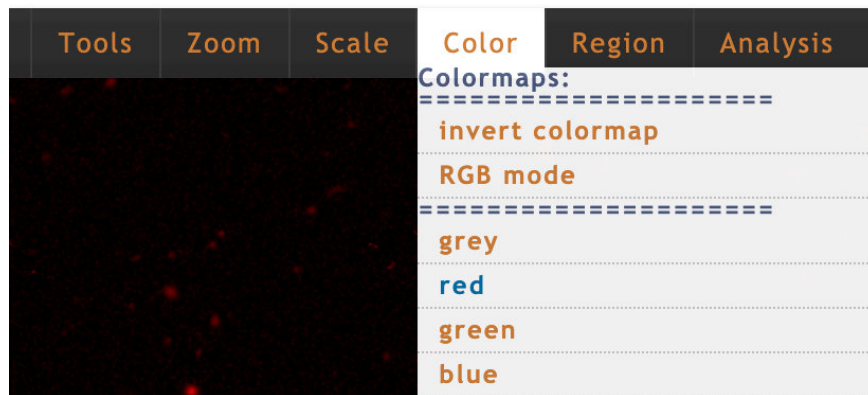 Tools Zoom Scale Color Region Analysis
Colormaps:
=====================
invert colormap
RGB mode
=====================
grey
red
green
blue